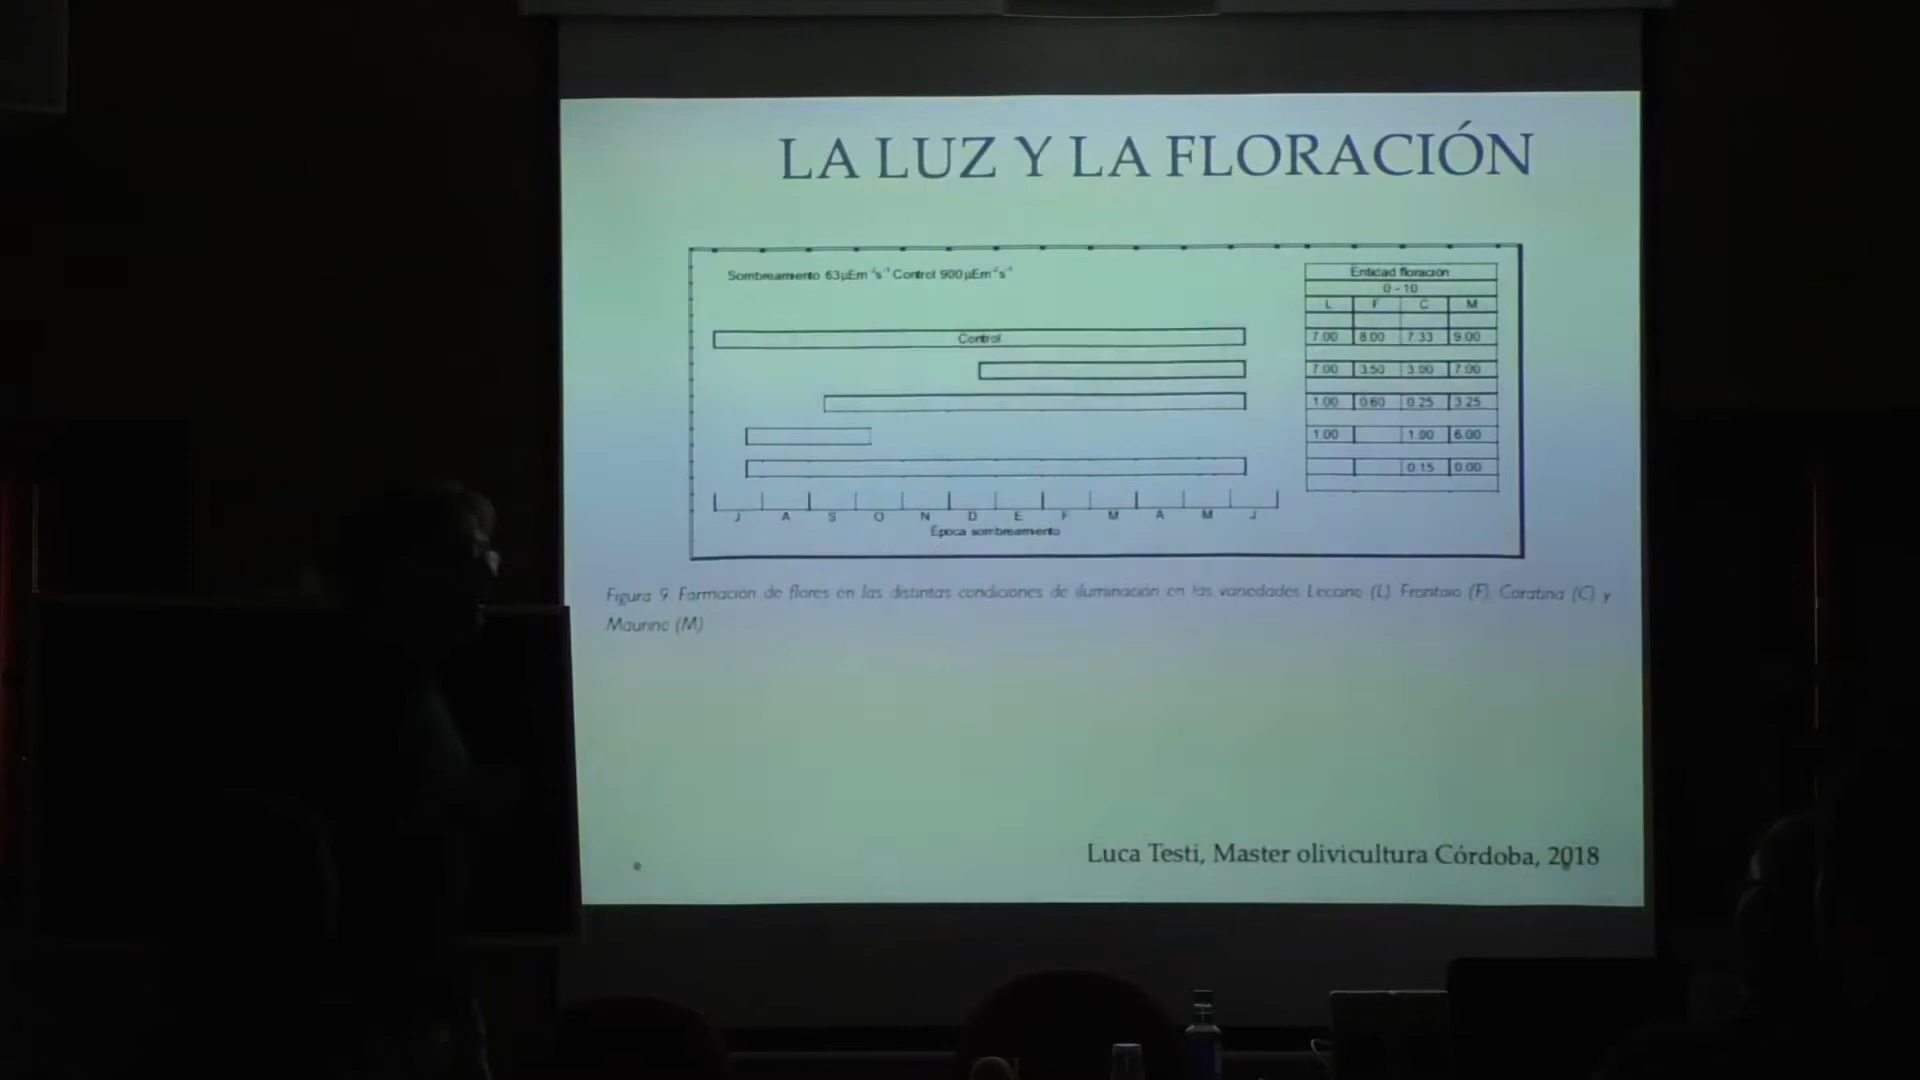 LA LUZ Y LA FLORACIÓN
Sombreamiento 63µEm⁻²s⁻¹ Control 900µEm⁻²s⁻¹
Entidad floración
0 - 10
L F C M
Control
7.00 8.00 7.33 9.00
7.00 3.50 3.00 7.00
1.00 0.60 0.25 3.25
1.00 1.00 6.00
0.15 0.00
J A S O N D E F M A M J
Época sombreamiento
Figura 9. Formación de flores en las distintas condiciones de iluminación en las variedades Leccino (L), Frantoio (F), Coratina (C) y
Maurino (M)
Luca Testi, Master olivicultura Córdoba, 2018